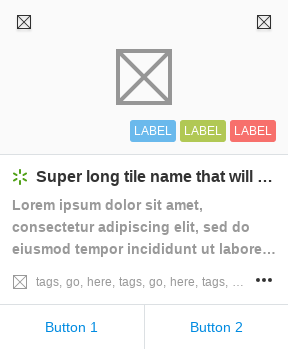 LABEL LABEL LABEL
Super long tile name that will ...
Lorem ipsum dolor sit amet,
consectetur adipiscing elit, sed do
eiusmod tempor incididunt ut labore...
tags, go, here, tags, go, here, tags, ...
Button 1 Button 2